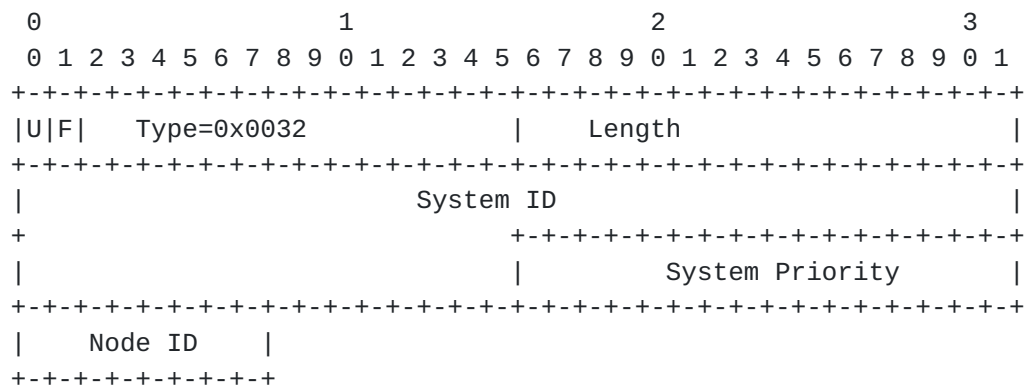 0                   1                   2                   3
 0 1 2 3 4 5 6 7 8 9 0 1 2 3 4 5 6 7 8 9 0 1 2 3 4 5 6 7 8 9 0 1
+-+-+-+-+-+-+-+-+-+-+-+-+-+-+-+-+-+-+-+-+-+-+-+-+-+-+-+-+-+-+-+-+
|U|F|   Type=0x0032             |    Length                     |
+-+-+-+-+-+-+-+-+-+-+-+-+-+-+-+-+-+-+-+-+-+-+-+-+-+-+-+-+-+-+-+-+
|                         System ID                             |
+                               +-+-+-+-+-+-+-+-+-+-+-+-+-+-+-+-+
|                               |         System Priority       |
+-+-+-+-+-+-+-+-+-+-+-+-+-+-+-+-+-+-+-+-+-+-+-+-+-+-+-+-+-+-+-+-+
|    Node ID    |
+-+-+-+-+-+-+-+-+